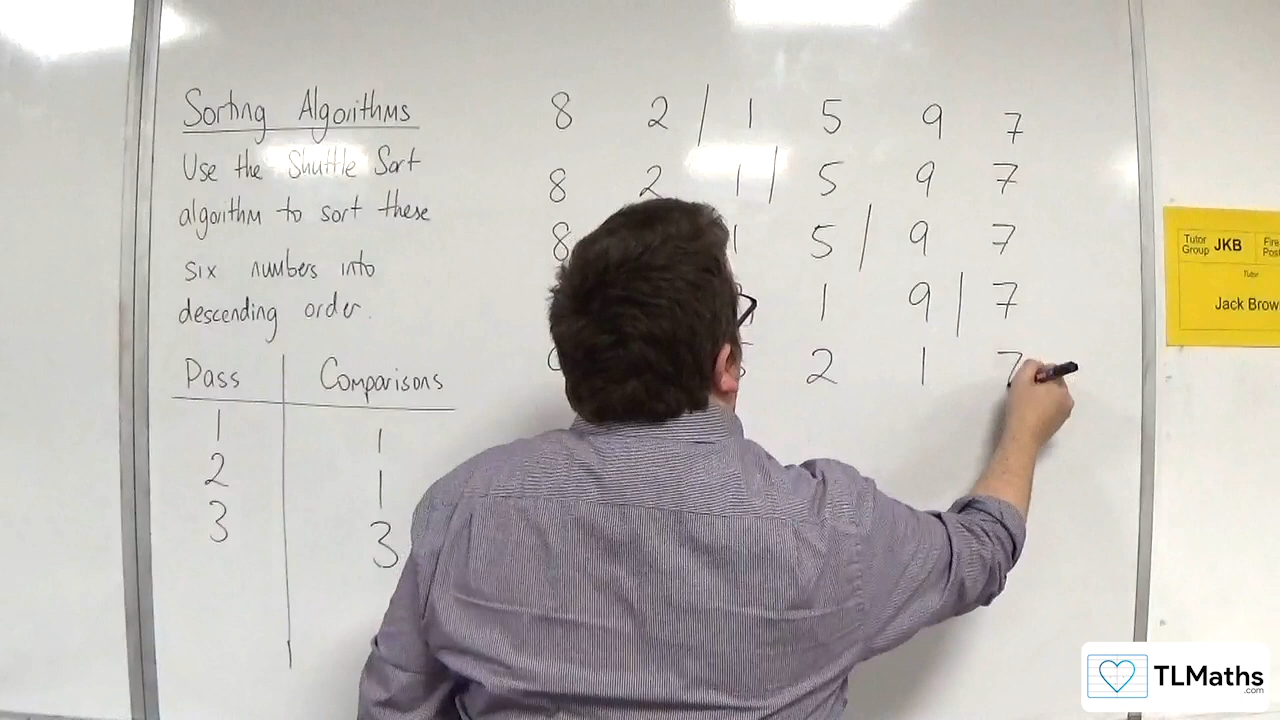 Sorting Algorithms
Use the Shuttle Sort
algorithm to sort these
six numbers into
descending order.
Pass Comparisons
1 1
2 1
3 3
8 2 / 1 5 9 7
8 2 1 | 5 9 7
8 1 5 / 9 7
1 9 | 7
2 1 7
Tutor
Group JKB
Tutor
Jack Brow
TLMaths
.com